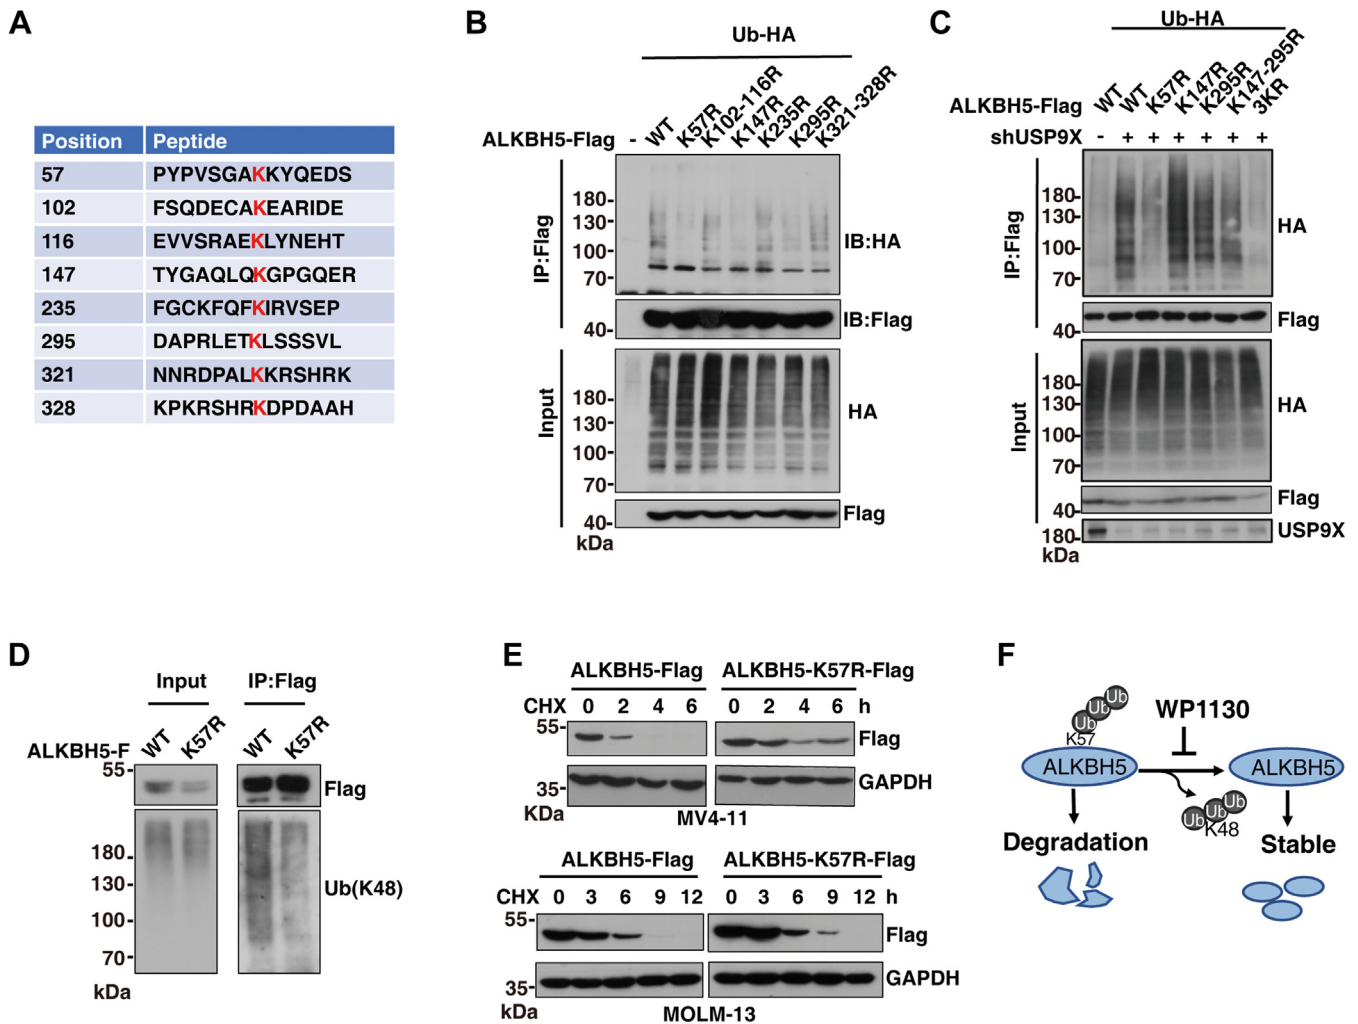 A
Position Peptide
57 PYPVSGAKKYQEDS
102 FSQDECAKEARIDE
116 EVVSRAEKLYNEHT
147 TYGAQLQKGPGQER
235 FGCKFQFKIRVSEP
295 DAPRLETKLSSSVL
321 NNRDPALKKRSHRK
328 KPKRSHRKDPDAAH
B
Ub-HA
ALKBH5-Flag - WT K57R K102-116R K147R K235R K295R K321-328R
IP:Flag
180-
130-
100-
70-
IB:HA
40-
IB:Flag
Input
180-
130-
100-
70-
HA
40-
Flag
kDa
C
Ub-HA
ALKBH5-Flag WT WT K57R K147R K295R K147-295R 3KR
shUSP9X - + + + + + +
IP:Flag
180-
130-
100-
70-
HA
40-
Flag
Input
180-
130-
100-
70-
HA
40-
Flag
180-
USP9X
kDa
D
Input IP:Flag
ALKBH5-F WT K57R WT K57R
55-
Flag
180-
130-
100-
70-
Ub(K48)
kDa
E
ALKBH5-Flag ALKBH5-K57R-Flag
CHX 0 2 4 6 0 2 4 6 h
55-
Flag
35-
GAPDH
KDa
MV4-11
ALKBH5-Flag ALKBH5-K57R-Flag
CHX 0 3 6 9 12 0 3 6 9 12 h
55-
Flag
35-
GAPDH
kDa
MOLM-13
F
Ub Ub Ub
K57
WP1130
ALKBH5 ALKBH5
Ub Ub Ub
K48
Degradation Stable